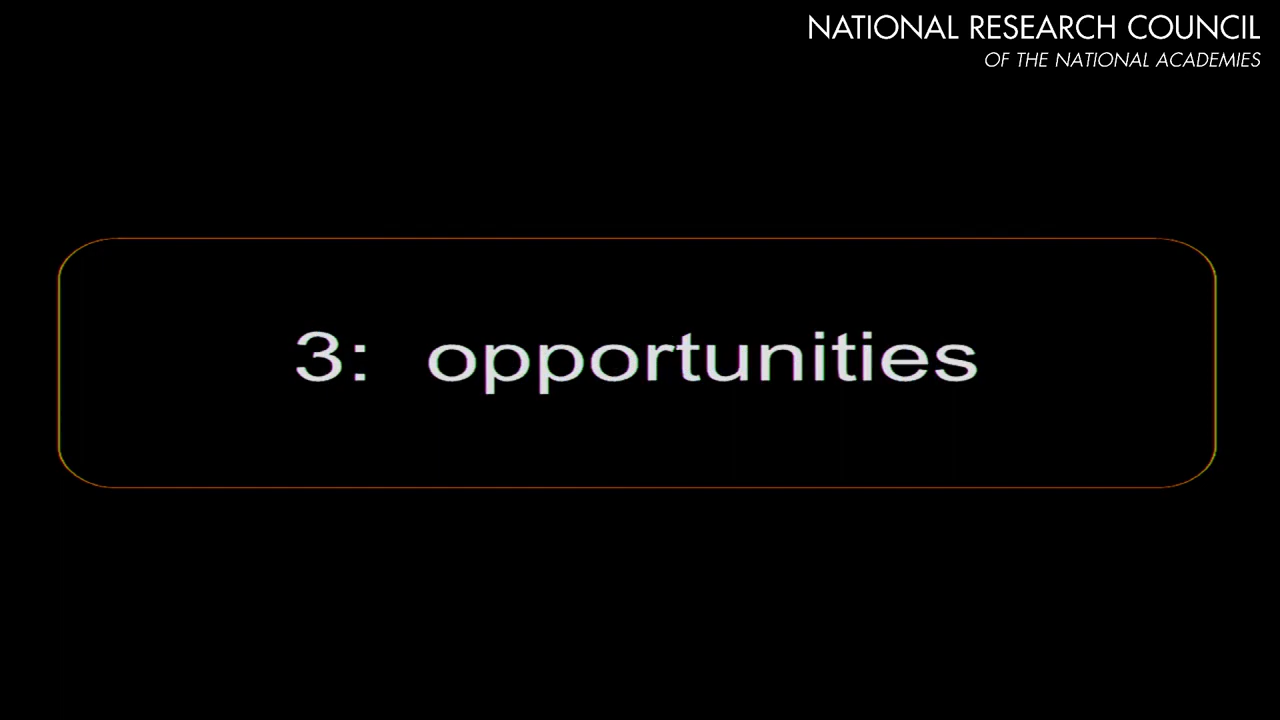 NATIONAL RESEARCH COUNCIL
OF THE NATIONAL ACADEMIES
3: opportunities